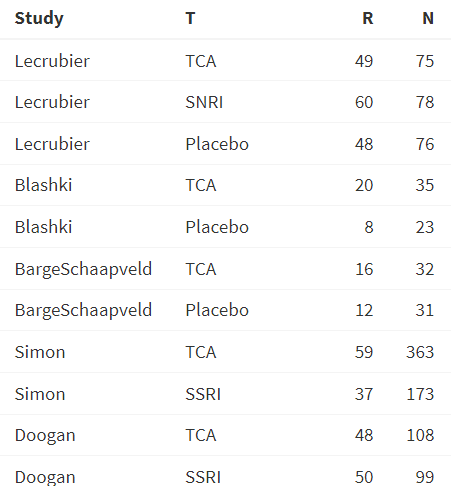 Study T R N
Lecrubier TCA 49 75
Lecrubier SNRI 60 78
Lecrubier Placebo 48 76
Blashki TCA 20 35
Blashki Placebo 8 23
BargeSchaapveld TCA 16 32
BargeSchaapveld Placebo 12 31
Simon TCA 59 363
Simon SSRI 37 173
Doogan TCA 48 108
Doogan SSRI 50 99